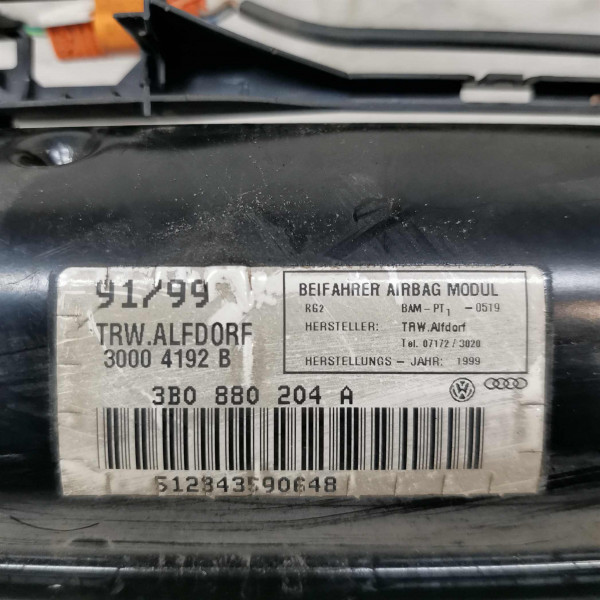 91/99
TRW.ALFDORF
3000 4192 B
BEIFAHRER AIRBAG MODUL
RG2 BAM-PT1 -0519
HERSTELLER: TRW.Alfdorf
Tel. 07172/3020
HERSTELLUNGS - JAHR: 1999
3B0 880 204 A
512343590648